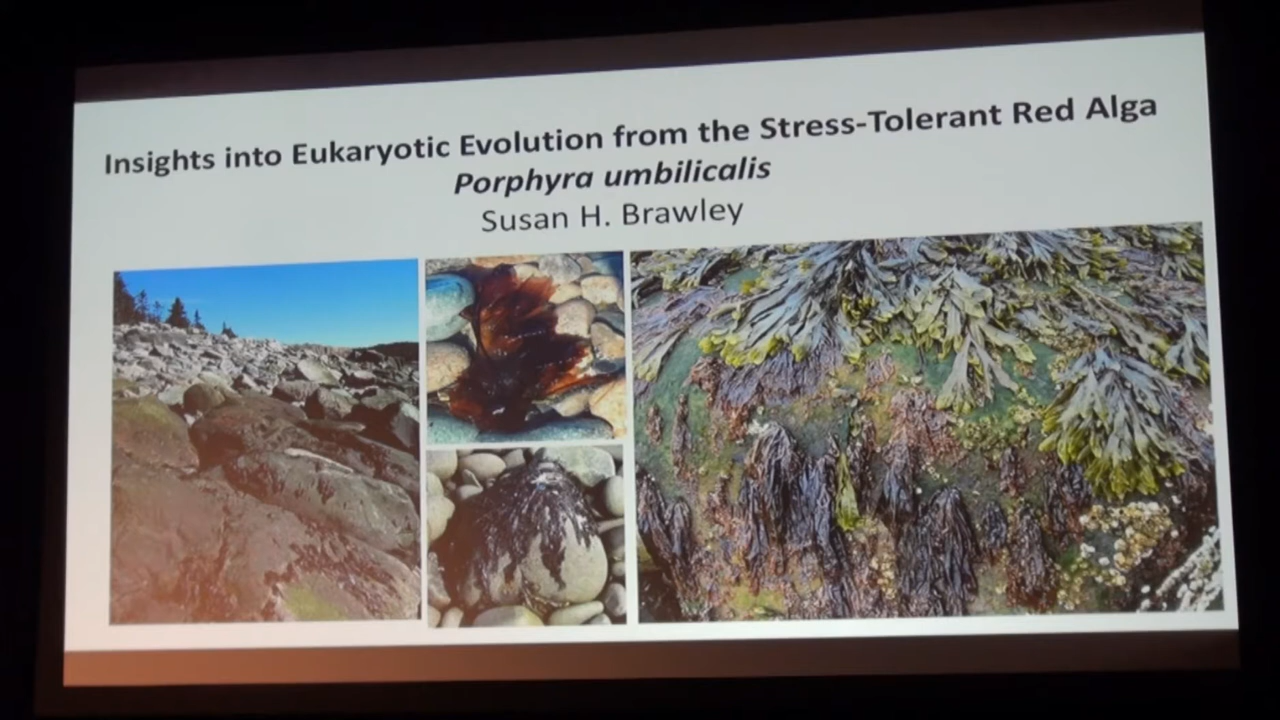 Insights into Eukaryotic Evolution from the Stress-Tolerant Red Alga
Porphyra umbilicalis
Susan H. Brawley